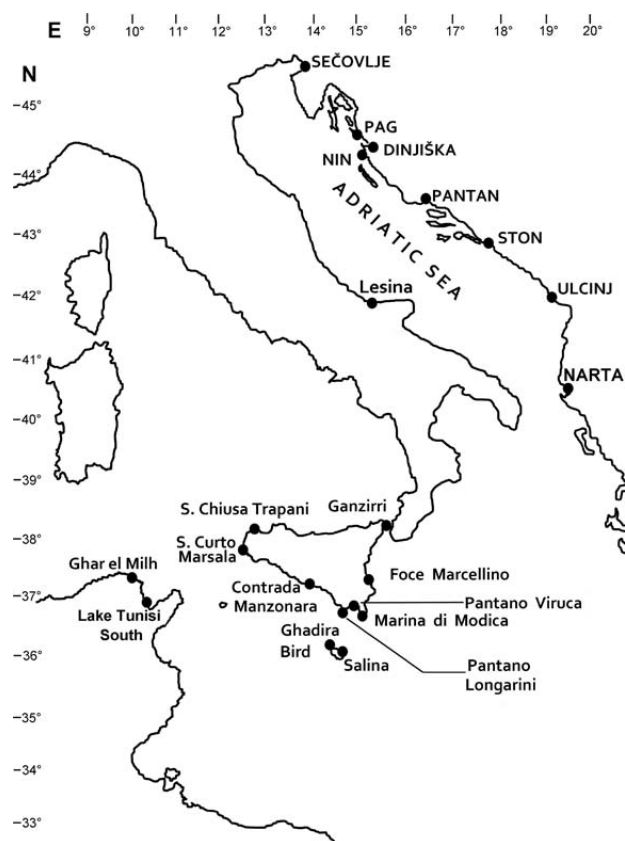 E
9° 10° 11° 12° 13° 14° 15° 16° 17° 18° 19° 20°
N
SEČOVLJE
-45°
PAG
DINJIŠKA
NIN
-44°
PANTAN
ADRIATIC SEA
-43°
STON
Lesina
ULCINJ
-42°
-41°
NARTA
-40°
-39°
S. Chiusa Trapani
Ganzirri
-38°
S. Curto
Marsala
Ghar el Milh
Foce Marcellino
-37°
Contrada
Manzonara
Pantano Viruca
Lake Tunisi
South
Marina di Modica
Ghadira
Bird
-36°
Salina
Pantano
Longarini
-35°
-34°
-33°